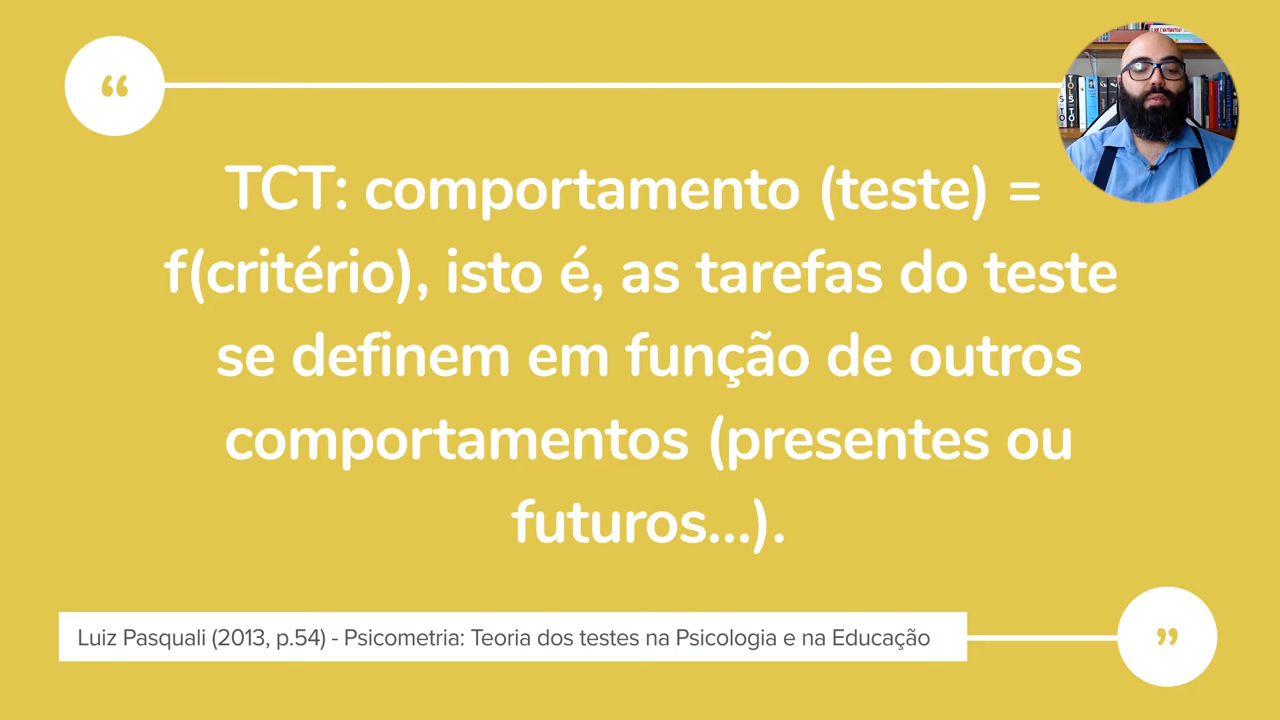 “
TCT: comportamento (teste) =
f(critério), isto é, as tarefas do teste
se definem em função de outros
comportamentos (presentes ou
futuros...).
Luiz Pasquali (2013, p.54) - Psicometria: Teoria dos testes na Psicologia e na Educação
”